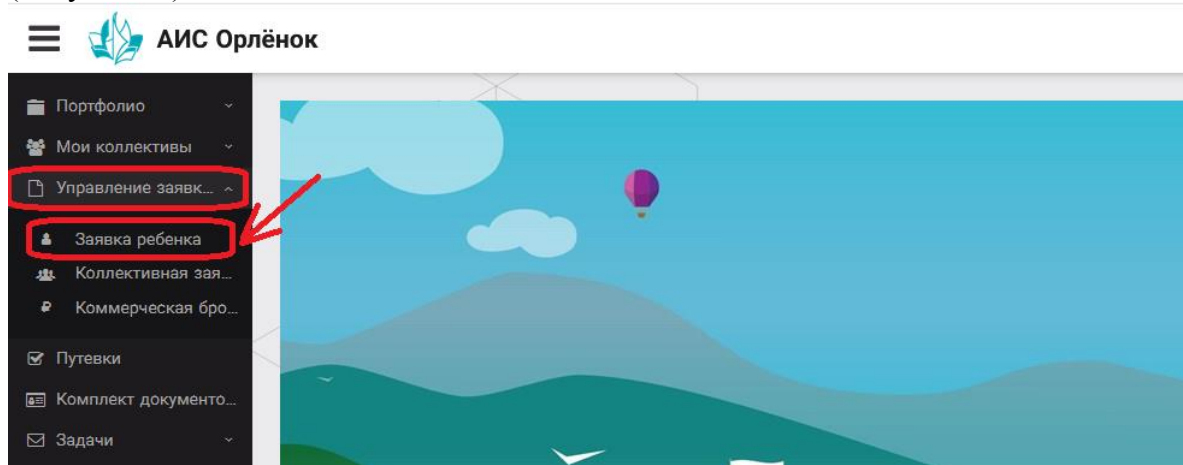 АИС Орлёнок
Портфолио
Мои коллективы
Управление заявк...
Заявка ребенка
Коллективная зая...
Коммерческая бро...
Путевки
Комплект документо...
Задачи